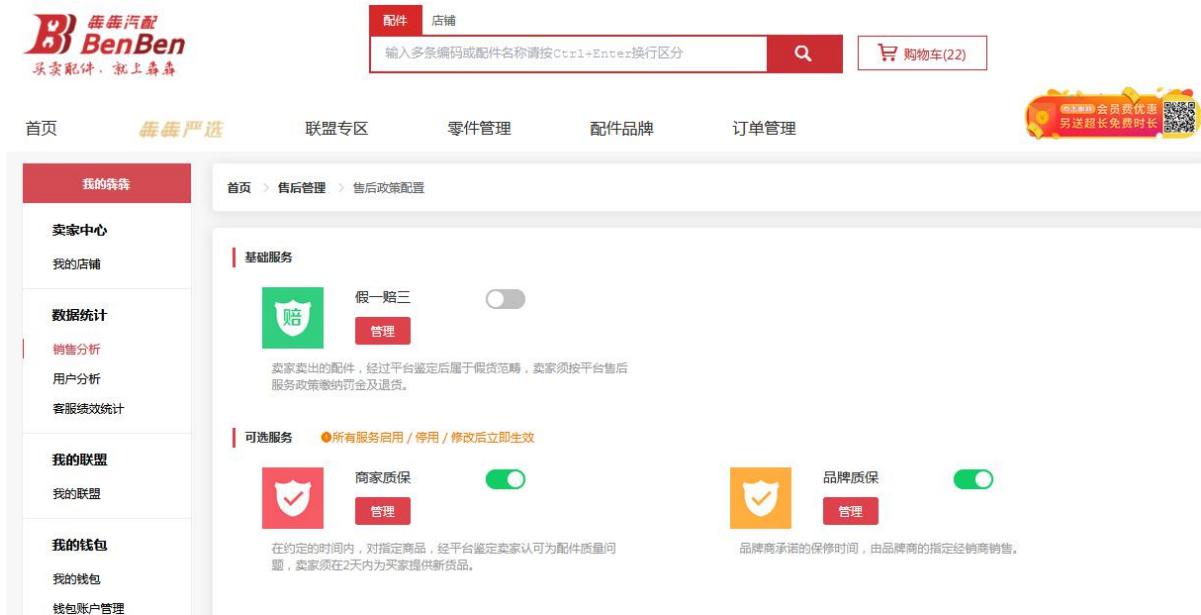 犇犇汽配
BenBen
买卖配件、就上犇犇
配件
店铺
输入多条编码或配件名称请按Ctrl+Enter换行区分
购物车(22)
首页
犇犇严选
联盟专区
零件管理
配件品牌
订单管理
会员费优惠
另送超长免费时长
我的犇犇
首页 > 售后管理 > 售后政策配置
卖家中心
我的店铺
数据统计
销售分析
用户分析
客服绩效统计
我的联盟
我的联盟
我的钱包
我的钱包
钱包账户管理
基础服务
赔
假一赔三
管理
卖家卖出的配件，经过平台鉴定后属于假货范畴，卖家须按平台售后
服务政策缴纳罚金及退货。
可选服务
所有服务启用 / 停用 / 修改后立即生效
商家质保
管理
在约定的时间内，对指定商品，经平台鉴定卖家认可为配件质量问
题，卖家须在2天内为买家提供新货品。
品牌质保
管理
品牌商承诺的保修时间，由品牌商的指定经销商销售。